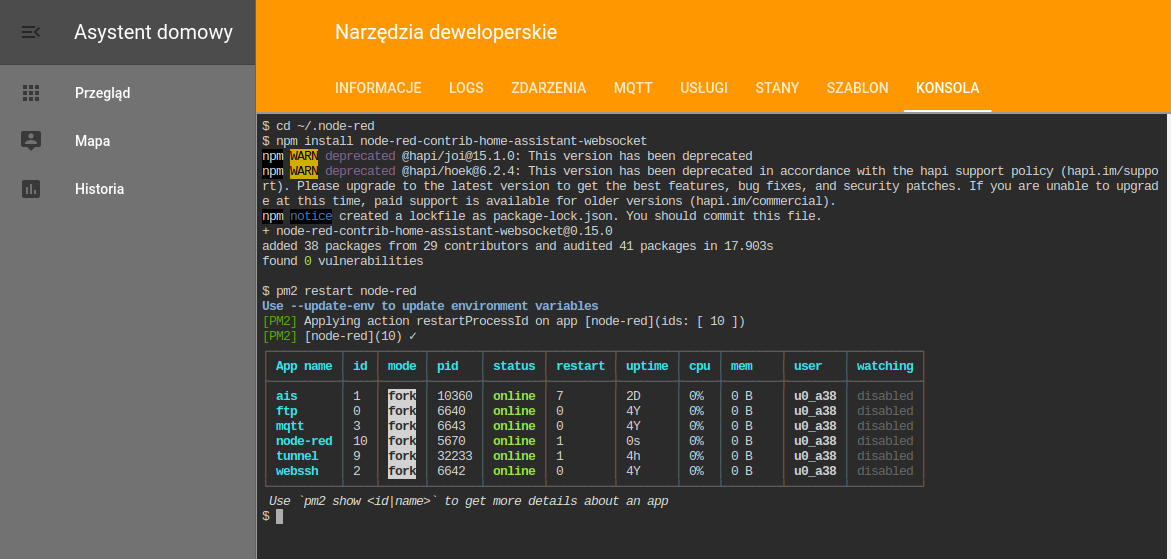 Asystent domowy
Narzędzia deweloperskie
INFORMACJE LOGS ZDARZENIA MQTT USŁUGI STANY SZABLON KONSOLA
Przegląd
Mapa
Historia
$ cd ~/.node-red
$ npm install node-red-contrib-home-assistant-websocket
npm WARN deprecated @hapi/joi@15.1.0: This version has been deprecated
npm WARN deprecated @hapi/hoek@6.2.4: This version has been deprecated in accordance with the hapi support policy (hapi.im/suppo
rt). Please upgrade to the latest version to get the best features, bug fixes, and security patches. If you are unable to upgrad
e at this time, paid support is available for older versions (hapi.im/commercial).
npm notice created a lockfile as package-lock.json. You should commit this file.
+ node-red-contrib-home-assistant-websocket@0.15.0
added 38 packages from 29 contributors and audited 41 packages in 17.903s
found 0 vulnerabilities
$ pm2 restart node-red
Use --update-env to update environment variables
[PM2] Applying action restartProcessId on app [node-red](ids: [ 10 ])
[PM2] [node-red](10) ✓
App name id mode pid status restart uptime cpu mem user watching
ais 1 fork 10360 online 7 2D 0% 0 B u0_a38 disabled
ftp 0 fork 6640 online 0 4Y 0% 0 B u0_a38 disabled
mqtt 3 fork 6643 online 0 4Y 0% 0 B u0_a38 disabled
node-red 10 fork 5670 online 1 0s 0% 0 B u0_a38 disabled
tunnel 9 fork 32233 online 1 4h 0% 0 B u0_a38 disabled
webssh 2 fork 6642 online 0 4Y 0% 0 B u0_a38 disabled
Use `pm2 show <id|name>` to get more details about an app
$